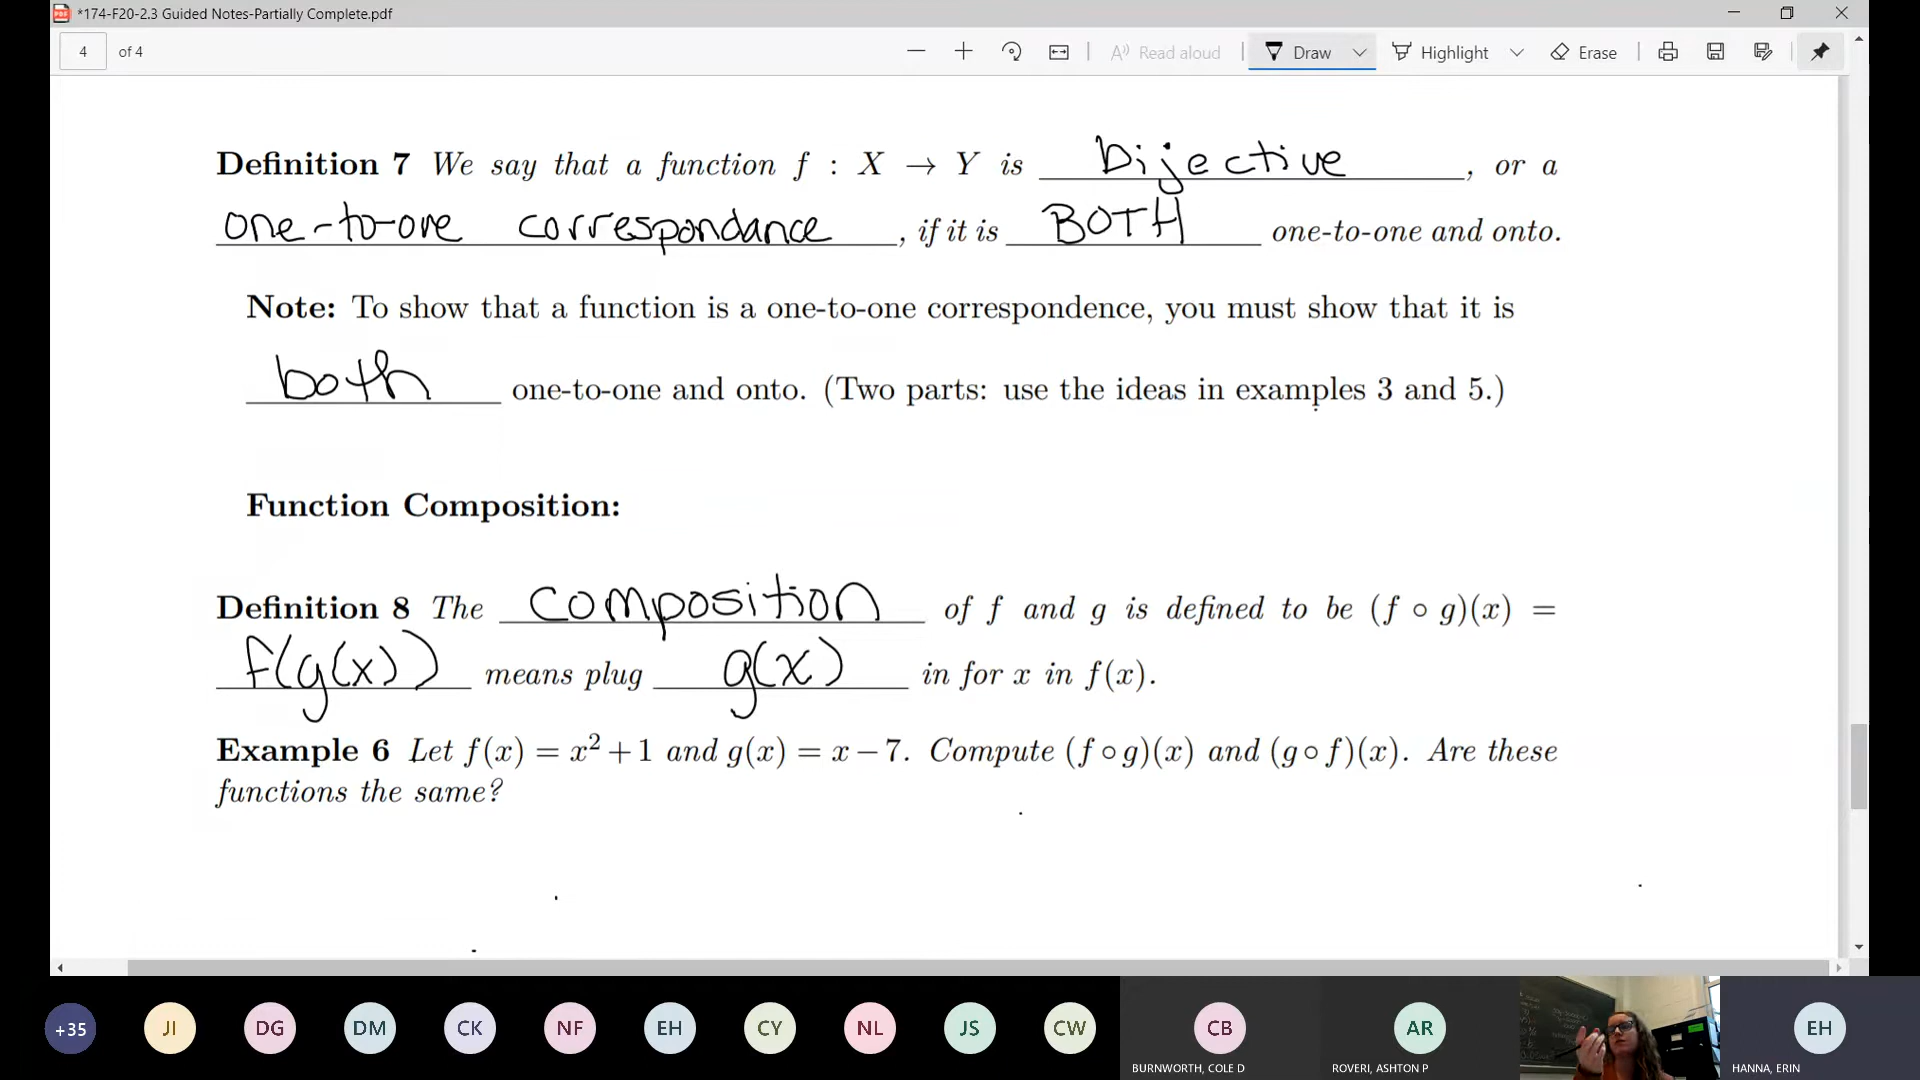 *174-F20-2.3 Guided Notes-Partially Complete.pdf
4 of 4 Read aloud Draw Highlight Erase
Definition 7 We say that a function f : X → Y is Bijective, or a
one-to-one correspondance, if it is BOTH one-to-one and onto.
Note: To show that a function is a one-to-one correspondence, you must show that it is
both one-to-one and onto. (Two parts: use the ideas in examples 3 and 5.)
Function Composition:
Definition 8 The composition of f and g is defined to be (f ∘ g)(x) =
f(g(x)) means plug g(x) in for x in f(x).
Example 6 Let f(x) = x² + 1 and g(x) = x − 7. Compute (f ∘ g)(x) and (g ∘ f)(x). Are these
functions the same?
+35 JI DG DM CK NF EH CY NL JS CW CB AR EH
BURNWORTH, COLE D ROVERI, ASHTON P HANNA, ERIN